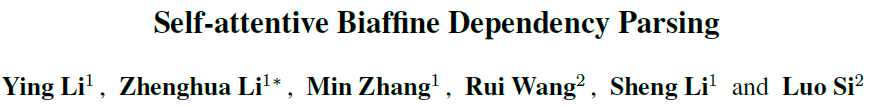 Self-attentive Biaffine Dependency Parsing
Ying Li¹ , Zhenghua Li¹* , Min Zhang¹ , Rui Wang² , Sheng Li¹ and Luo Si²